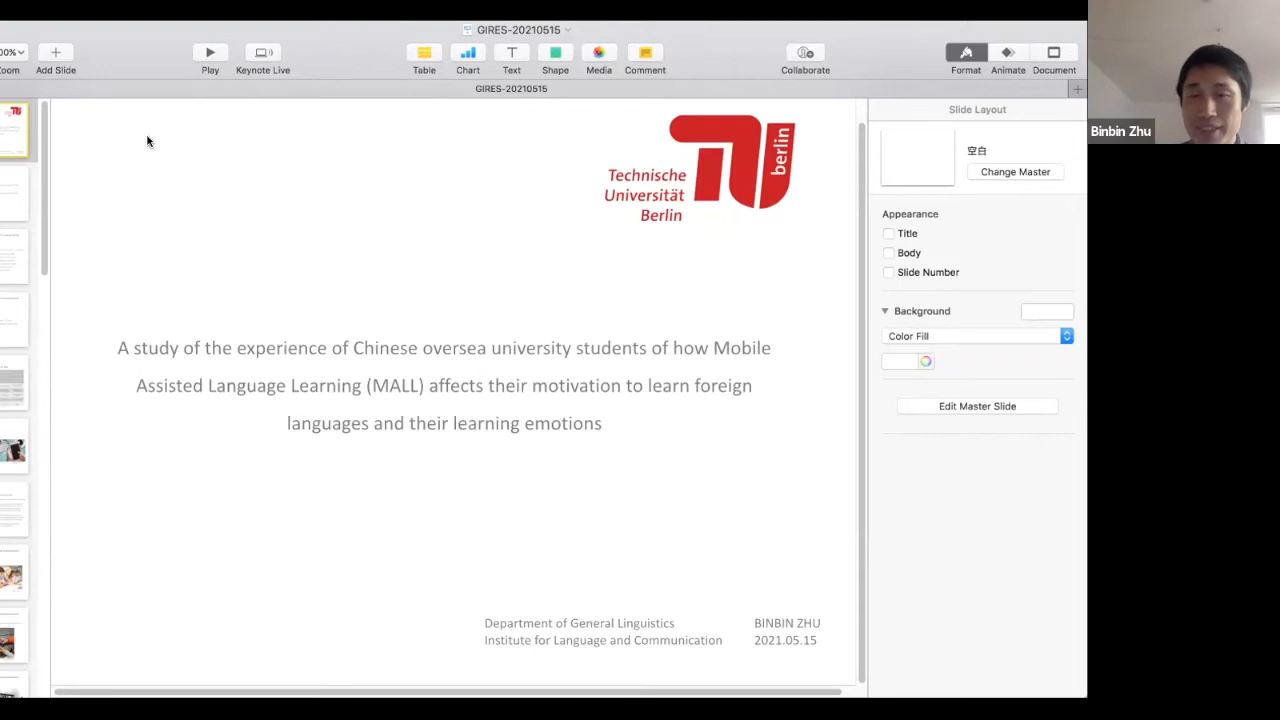 GIRES-20210515
00%
Zoom
Add Slide
Play
Keynote Live
Table
Chart
Text
Shape
Media
Comment
Collaborate
Format
Animate
Document
GIRES-20210515
Technische
Universität
Berlin
berlin
A study of the experience of Chinese oversea university students of how Mobile
Assisted Language Learning (MALL) affects their motivation to learn foreign
languages and their learning emotions
Department of General Linguistics
Institute for Language and Communication
BINBIN ZHU
2021.05.15
Slide Layout
空白
Change Master
Appearance
Title
Body
Slide Number
Background
Color Fill
Edit Master Slide
Binbin Zhu